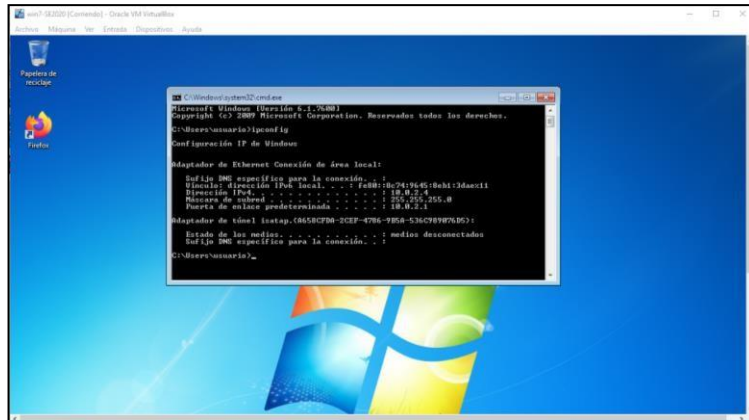 win7-SR2020 [Corriendo] - Oracle VM VirtualBox
Archivo Máquina Ver Entrada Dispositivos Ayuda
Papelera de
reciclaje
Firefox
C:\Windows\system32\cmd.exe
Microsoft Windows [Versión 6.1.7600]
Copyright (c) 2009 Microsoft Corporation. Reservados todos los derechos.
C:\Users\usuario>ipconfig
Configuración IP de Windows
Adaptador de Ethernet Conexión de área local:
Sufijo DNS específico para la conexión. . :
Vínculo: dirección IPv6 local. . . : fe80::8c74:9645:8eb1:3dae%11
Dirección IPv4. . . . . . . . . . . . . . : 10.0.2.4
Máscara de subred . . . . . . . . . . . . : 255.255.255.0
Puerta de enlace predeterminada . . . . . : 10.0.2.1
Adaptador de túnel isatap.{A658CFDA-2CEF-4786-9B5A-536C989076D5}:
Estado de los medios. . . . . . . . . . . : medios desconectados
Sufijo DNS específico para la conexión. . :
C:\Users\usuario>_